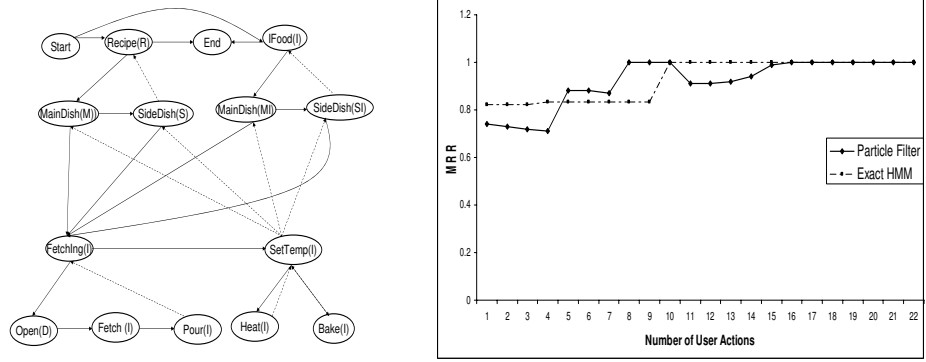 Start
Recipe(R)
End
IFood(I)
MainDish(M))
SideDish(S)
MainDish(MI)
SideDish(SI)
FetchIng(I)
SetTemp(I)
Open(D)
Fetch (I)
Pour(I)
Heat(I)
Bake(I)
1.2
1
0.8
0.6
0.4
0.2
0
MRR
1 2 3 4 5 6 7 8 9 10 11 12 13 14 15 16 17 18 19 20 21 22
Number of User Actions
Particle Filter
Exact HMM